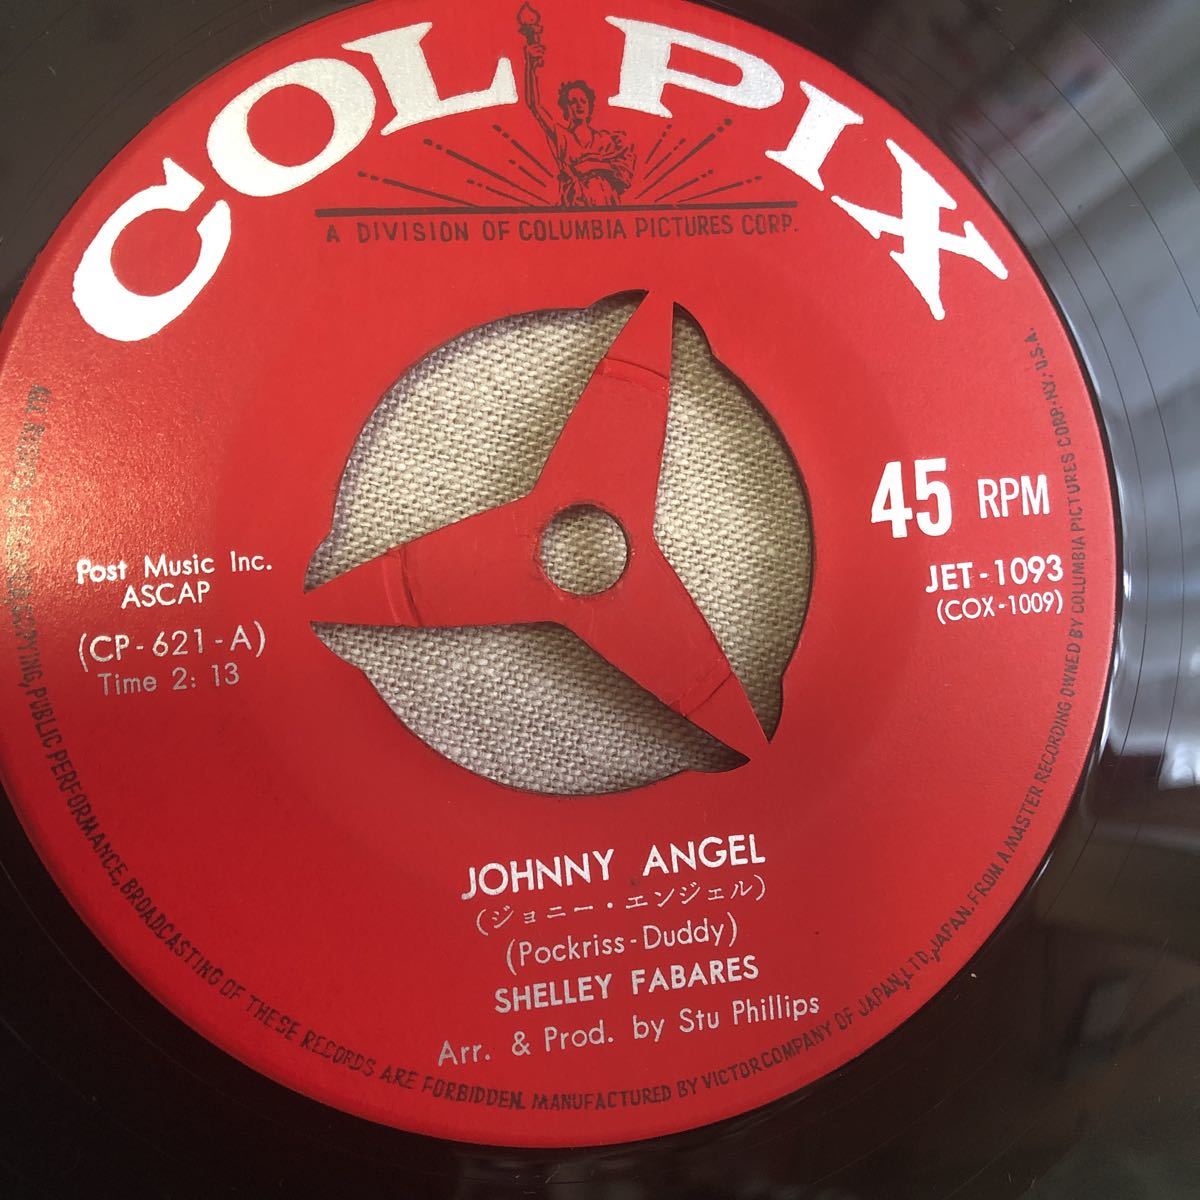 COLPIX
A DIVISION OF COLUMBIA PICTURES CORP.
45 RPM
JET-1093
(COX-1009)
Post Music Inc.
ASCAP
(CP-621-A)
Time 2: 13
JOHNNY ANGEL
(ジョニー・エンジェル)
(Pockriss-Duddy)
SHELLEY FABARES
Arr. & Prod. by Stu Phillips
ALL COPYING, PUBLIC PERFORMANCE, BROADCASTING OF THESE RECORDS ARE FORBIDDEN. MANUFACTURED BY VICTOR COMPANY OF JAPAN, LTD, JAPAN. FROM A MASTER RECORDING OWNED BY COLUMBIA PICTURES CORP. N.Y., U.S.A.